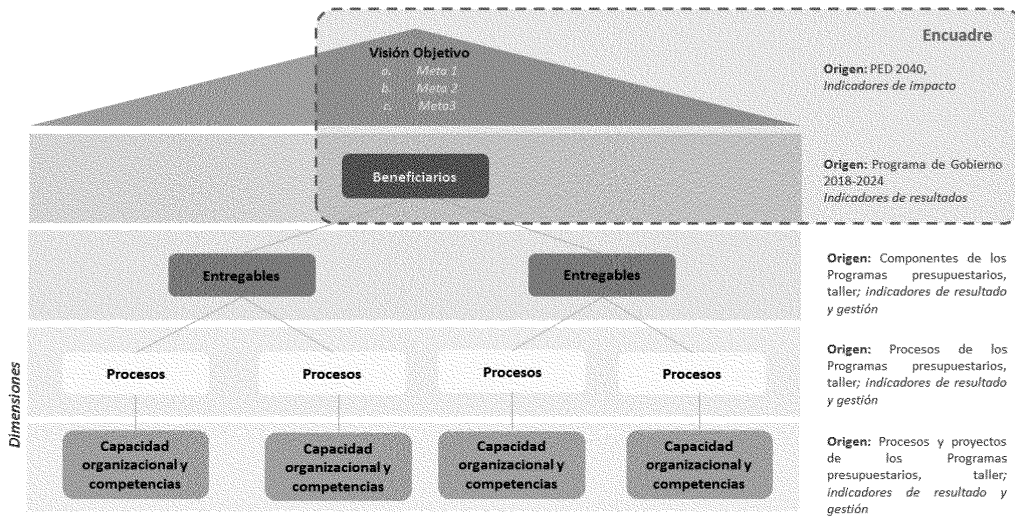 Encuadre
Visión Objetivo
a. Meta 1
b. Meta 2
c. Meta3
Origen: PED 2040,
Indicadores de impacto
Beneficiarios
Origen: Programa de Gobierno
2018-2024
Indicadores de resultados
Entregables
Entregables
Origen: Componentes de los
Programas presupuestarios,
taller; indicadores de resultado
y gestión
Dimensiones
Procesos
Procesos
Procesos
Procesos
Origen: Procesos de los
Programas presupuestarios,
taller; indicadores de resultado
y gestión
Capacidad
organizacional y
competencias
Capacidad
organizacional y
competencias
Capacidad
organizacional y
competencias
Capacidad
organizacional y
competencias
Origen: Procesos y proyectos
de los Programas
presupuestarios, taller;
indicadores de resultado y
gestión